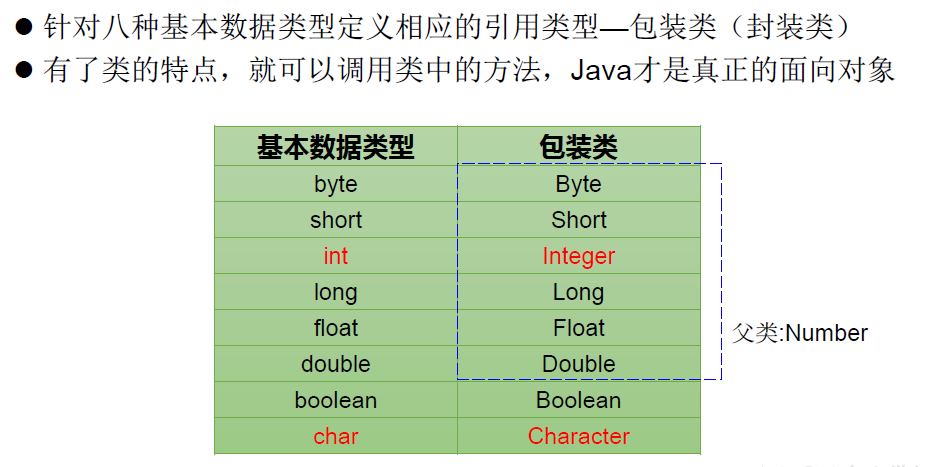 ● 针对八种基本数据类型定义相应的引用类型—包装类（封装类）
● 有了类的特点，就可以调用类中的方法，Java才是真正的面向对象
基本数据类型 包装类
byte Byte
short Short
int Integer
long Long
float Float
double Double
父类:Number
boolean Boolean
char Character